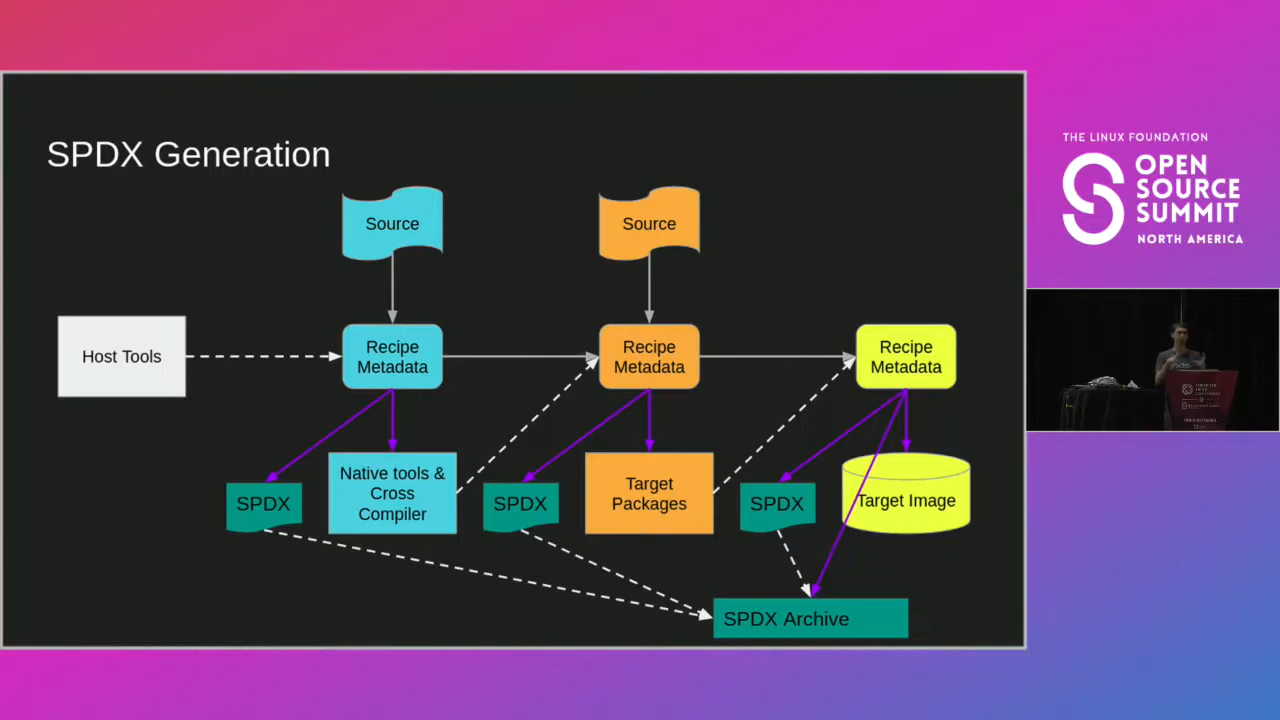 SPDX Generation
Source
Source
Host Tools
Recipe
Metadata
Recipe
Metadata
Recipe
Metadata
SPDX
Native tools &
Cross
Compiler
SPDX
Target
Packages
SPDX
Target Image
SPDX Archive
THE LINUX FOUNDATION
OPEN
SOURCE
SUMMIT
NORTH AMERICA